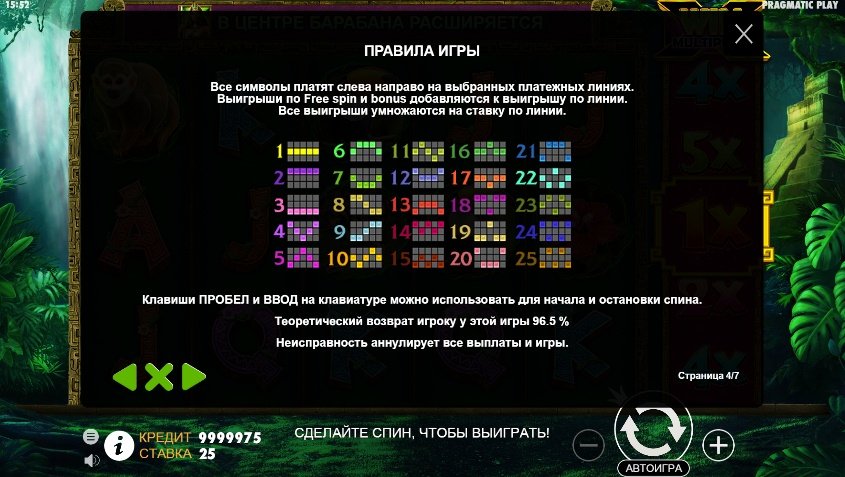 15:52
PRAGMATIC PLAY
В ЦЕНТРЕ БАРАБАНА РАСШИРЯЕТСЯ
ПРАВИЛА ИГРЫ
Все символы платят слева направо на выбранных платежных линиях.
Выигрыши по Free spin и bonus добавляются к выигрышу по линии.
Все выигрыши умножаются на ставку по линии.
1 6 11 16 21
2 7 12 17 22
3 8 13 18 23
4 9 14 19 24
5 10 15 20 25
4x
5x
1x
Клавиши ПРОБЕЛ и ВВОД на клавиатуре можно использовать для начала и остановки спина.
Теоретический возврат игроку у этой игры 96.5 %
Неисправность аннулирует все выплаты и игры.
Страница 4/7
КРЕДИТ 9999975
СТАВКА 25
СДЕЛАЙТЕ СПИН, ЧТОБЫ ВЫИГРАТЬ!
АВТОИГРА